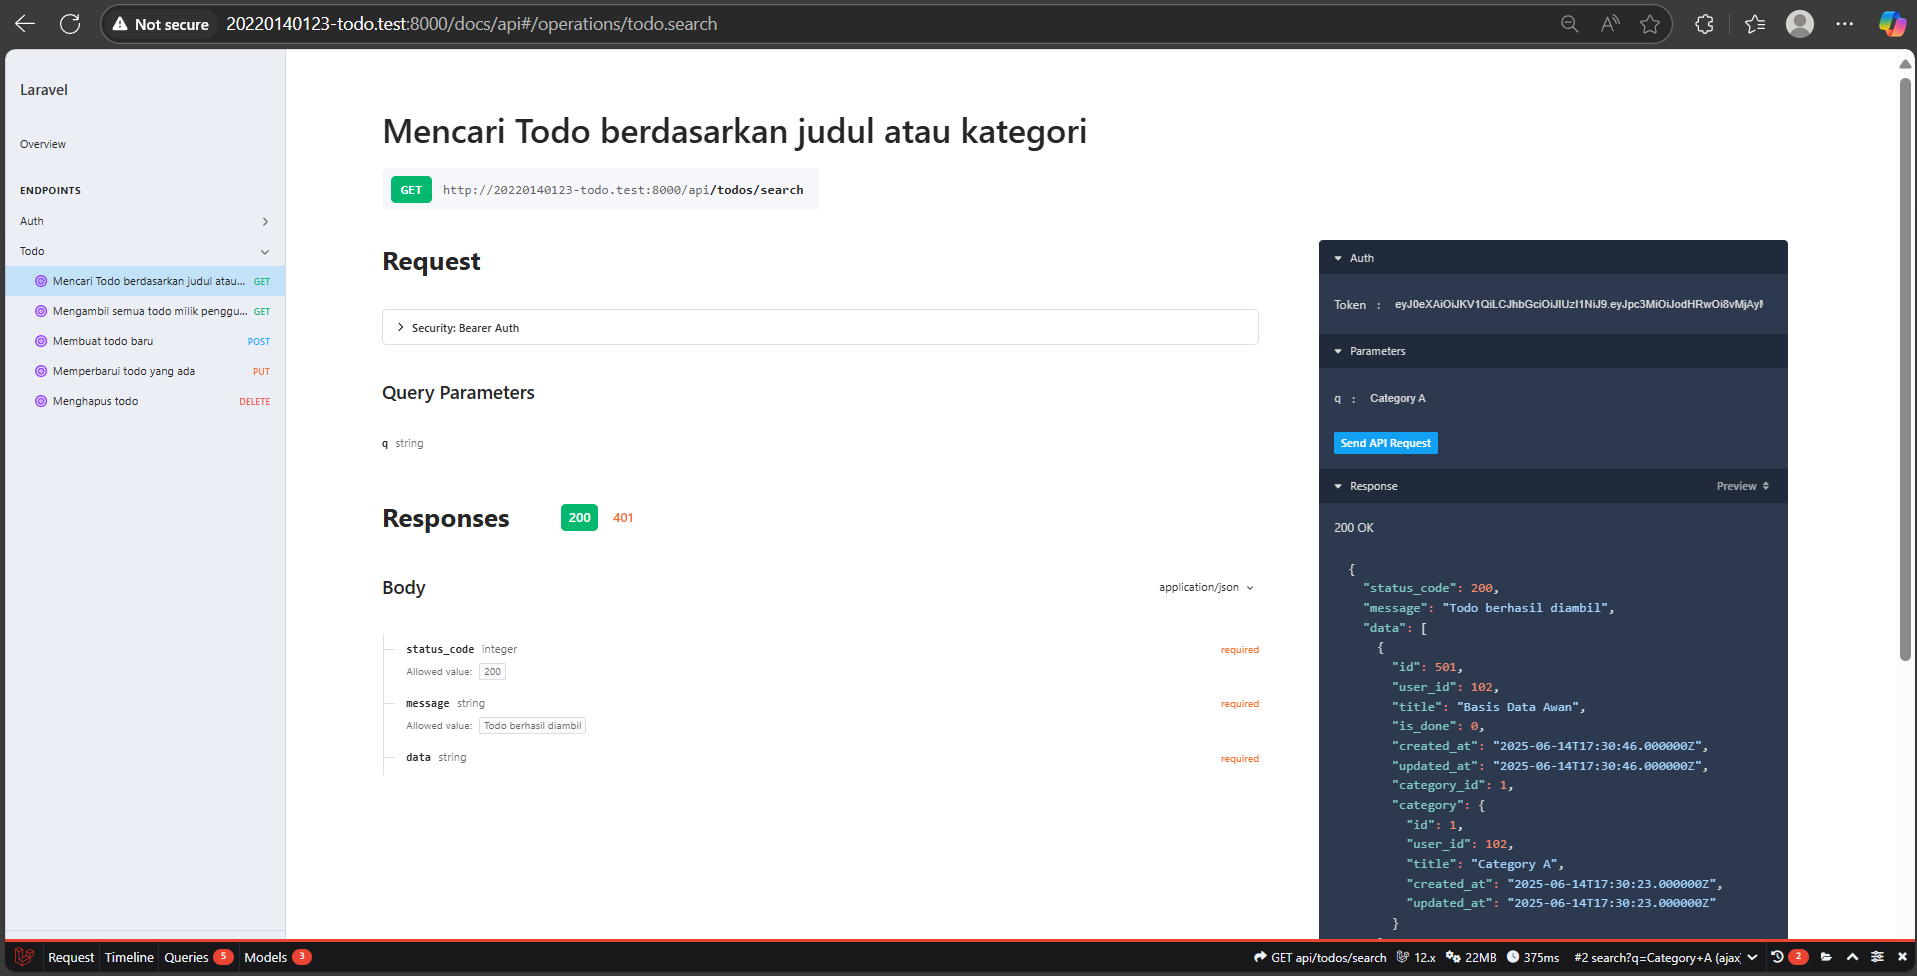 Not secure 20220140123-todo.test:8000/docs/api#/operations/todo.search
Laravel
Overview
ENDPOINTS
Auth
Todo
Mencari Todo berdasarkan judul atau... GET
Mengambil semua todo milik penggu... GET
Membuat todo baru POST
Memperbarui todo yang ada PUT
Menghapus todo DELETE
Mencari Todo berdasarkan judul atau kategori
GET http://20220140123-todo.test:8000/api/todos/search
Request
Security: Bearer Auth
Query Parameters
q string
Responses 200 401
Body application/json
status_code integer required
Allowed value: 200
message string required
Allowed value: Todo berhasil diambil
data string required
Auth
Token :
Parameters
q : Category A
Send API Request
Response Preview
200 OK
{
"status_code": 200,
"message": "Todo berhasil diambil",
"data": [
{
"id": 501,
"user_id": 102,
"title": "Basis Data Awan",
"is_done": 0,
"created_at": "2025-06-14T17:30:46.000000Z",
"updated_at": "2025-06-14T17:30:46.000000Z",
"category_id": 1,
"category": {
"id": 1,
"user_id": 102,
"title": "Category A",
"created_at": "2025-06-14T17:30:23.000000Z",
"updated_at": "2025-06-14T17:30:23.000000Z"
}
Request Timeline Queries 5 Models 3 GET api/todos/search 12.x 22MB 375ms #2 search?q=Category+A (ajax) 2